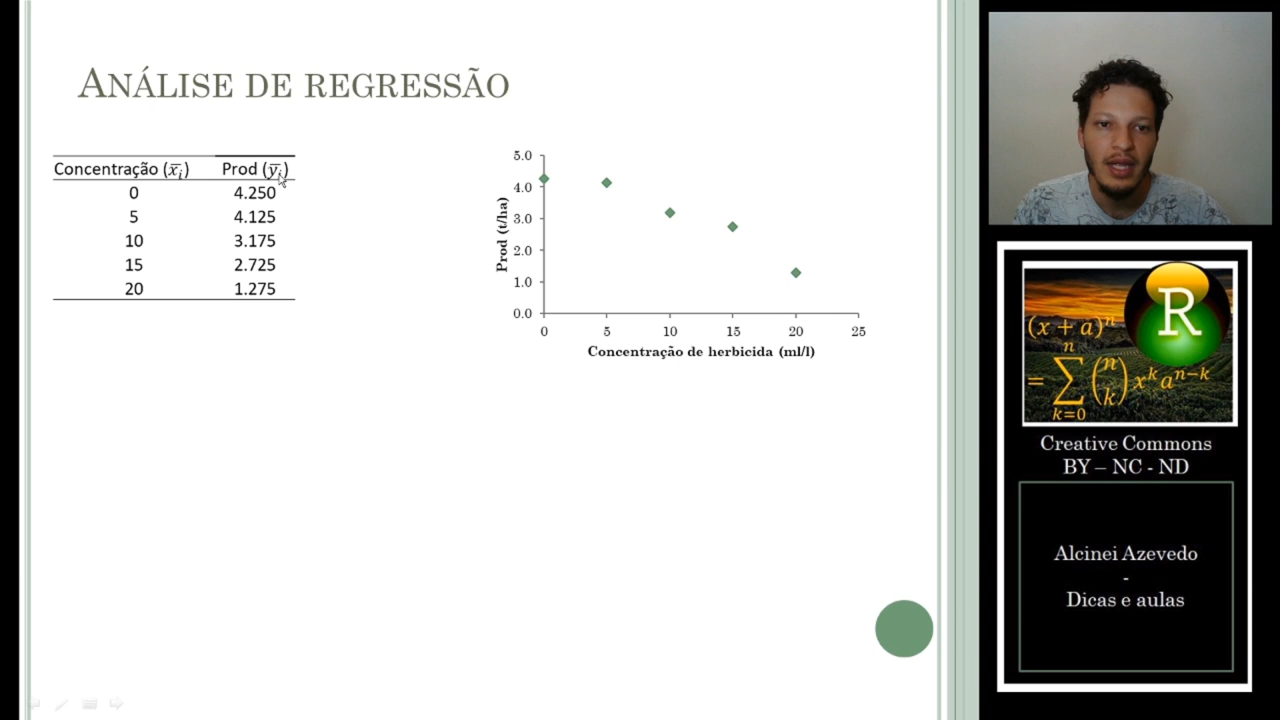 ANÁLISE DE REGRESSÃO
Concentração (x̅ᵢ) Prod (y̅ᵢ)
0 4.250
5 4.125
10 3.175
15 2.725
20 1.275
5.0
4.0
3.0
2.0
1.0
0.0
Prod (t/ha)
0 5 10 15 20 25
Concentração de herbicida (ml/l)
R
(x + a)ⁿ
n
= ∑ (n k) xᵏaⁿ⁻ᵏ
k=0
Creative Commons
BY – NC - ND
Alcinei Azevedo
-
Dicas e aulas